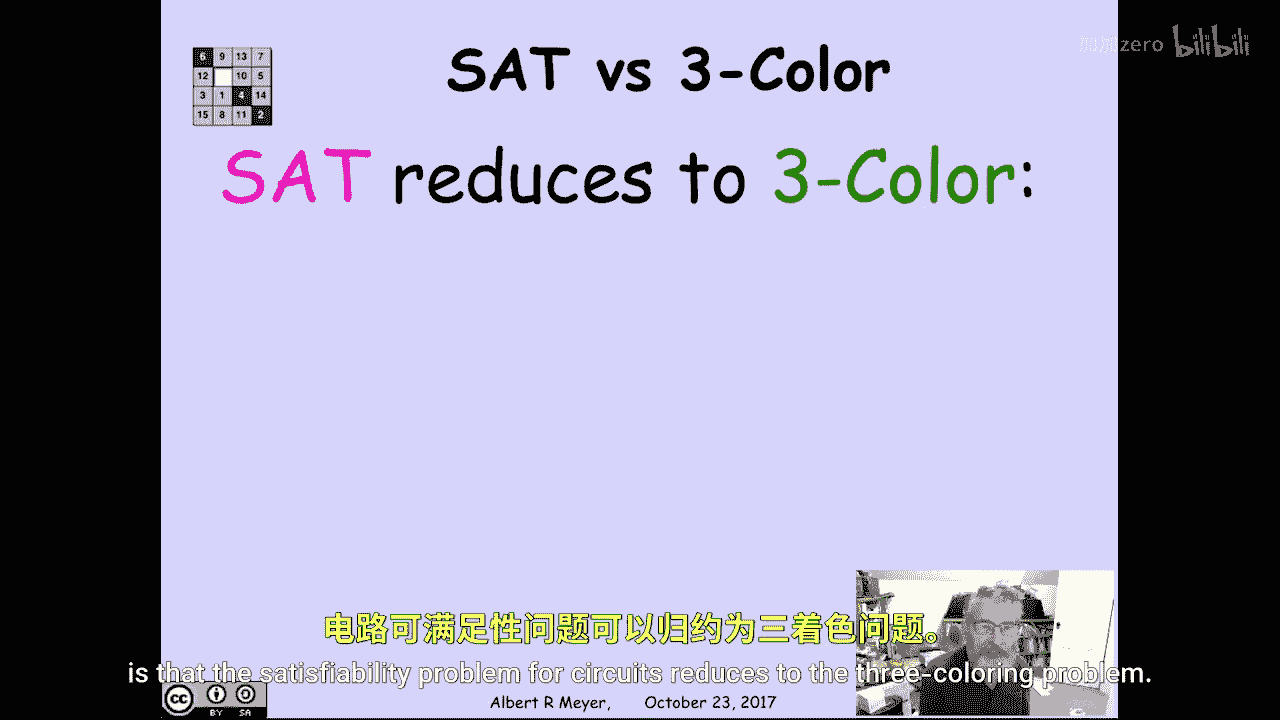 SAT vs 3-Color
zero bilibili
6 9 13 7
12 10 5
3 1 4 14
15 8 11 2
SAT reduces to 3-Color:
电路可满足性问题可以归约为三着色问题。
is that the satisfiability problem for circuits reduces to the three-coloring problem.
cc BY SA
Albert R Meyer, October 23, 2017